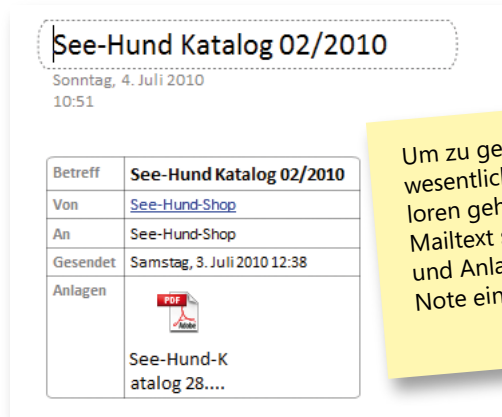 See-Hund Katalog 02/2010
Sonntag, 4. Juli 2010
10:51
Betreff See-Hund Katalog 02/2010
Von See-Hund-Shop
An See-Hund-Shop
Gesendet Samstag, 3. Juli 2010 12:38
Anlagen
PDF
Adobe
See-Hund-K
atalog 28....
Um zu ge
wesentlic
loren geh
Mailtext
und Anla
Note ein